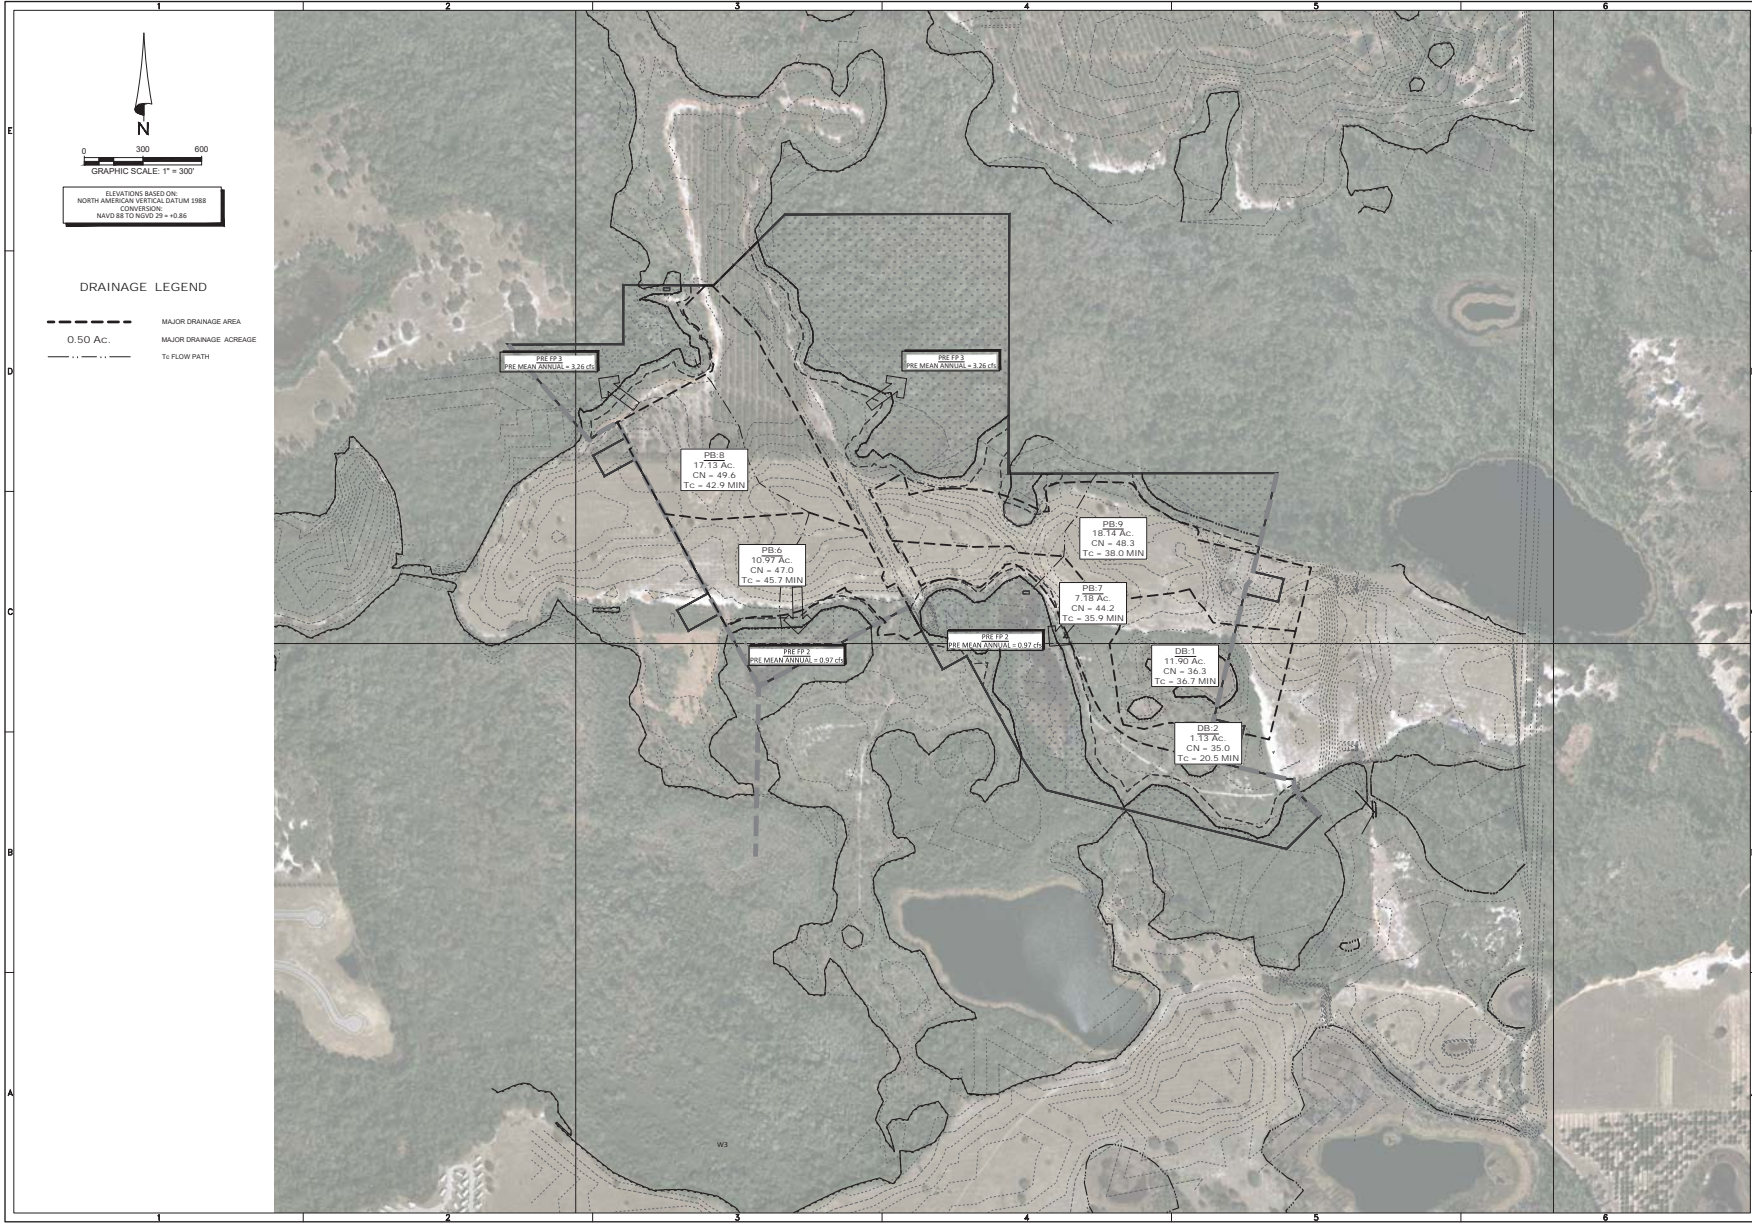 1 2 3 4 5 6
E
D
C
B
A
N
0 300 600
GRAPHIC SCALE: 1" = 300'
ELEVATIONS BASED ON:
NORTH AMERICAN VERTICAL DATUM 1988
CONVERSION:
NAVD 88 TO NGVD 29 = +0.86
DRAINAGE LEGEND
MAJOR DRAINAGE AREA
0.50 Ac. MAJOR DRAINAGE ACREAGE
Tc FLOW PATH
PRE FP 3
PRE MEAN ANNUAL = 3.26 cfs
PRE FP 3
PRE MEAN ANNUAL = 3.26 cfs
PB:8
17.13 Ac.
CN = 49.6
Tc = 42.9 MIN
PB:9
18.14 Ac.
CN = 48.3
Tc = 38.0 MIN
PB:6
10.97 Ac.
CN = 47.0
Tc = 45.7 MIN
PB:7
7.18 Ac.
CN = 44.2
Tc = 35.9 MIN
PRE FP 2
PRE MEAN ANNUAL = 0.97 cfs
PRE FP 2
PRE MEAN ANNUAL = 0.97 cfs
DB:1
11.90 Ac.
CN = 36.3
Tc = 36.7 MIN
DB:2
1.13 Ac.
CN = 35.0
Tc = 20.5 MIN
W3
1 2 3 4 5 6